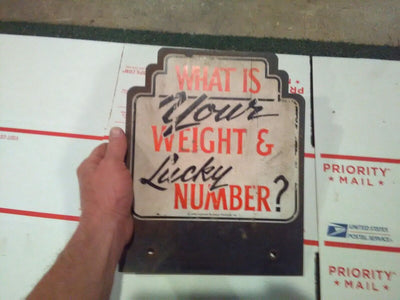 WHAT IS
Your
WEIGHT &
Lucky
NUMBER?
PRIORITY
★ MAIL ★
UNITED STATES
POSTAL SERVICE
PRIORITY
★ MAIL ★